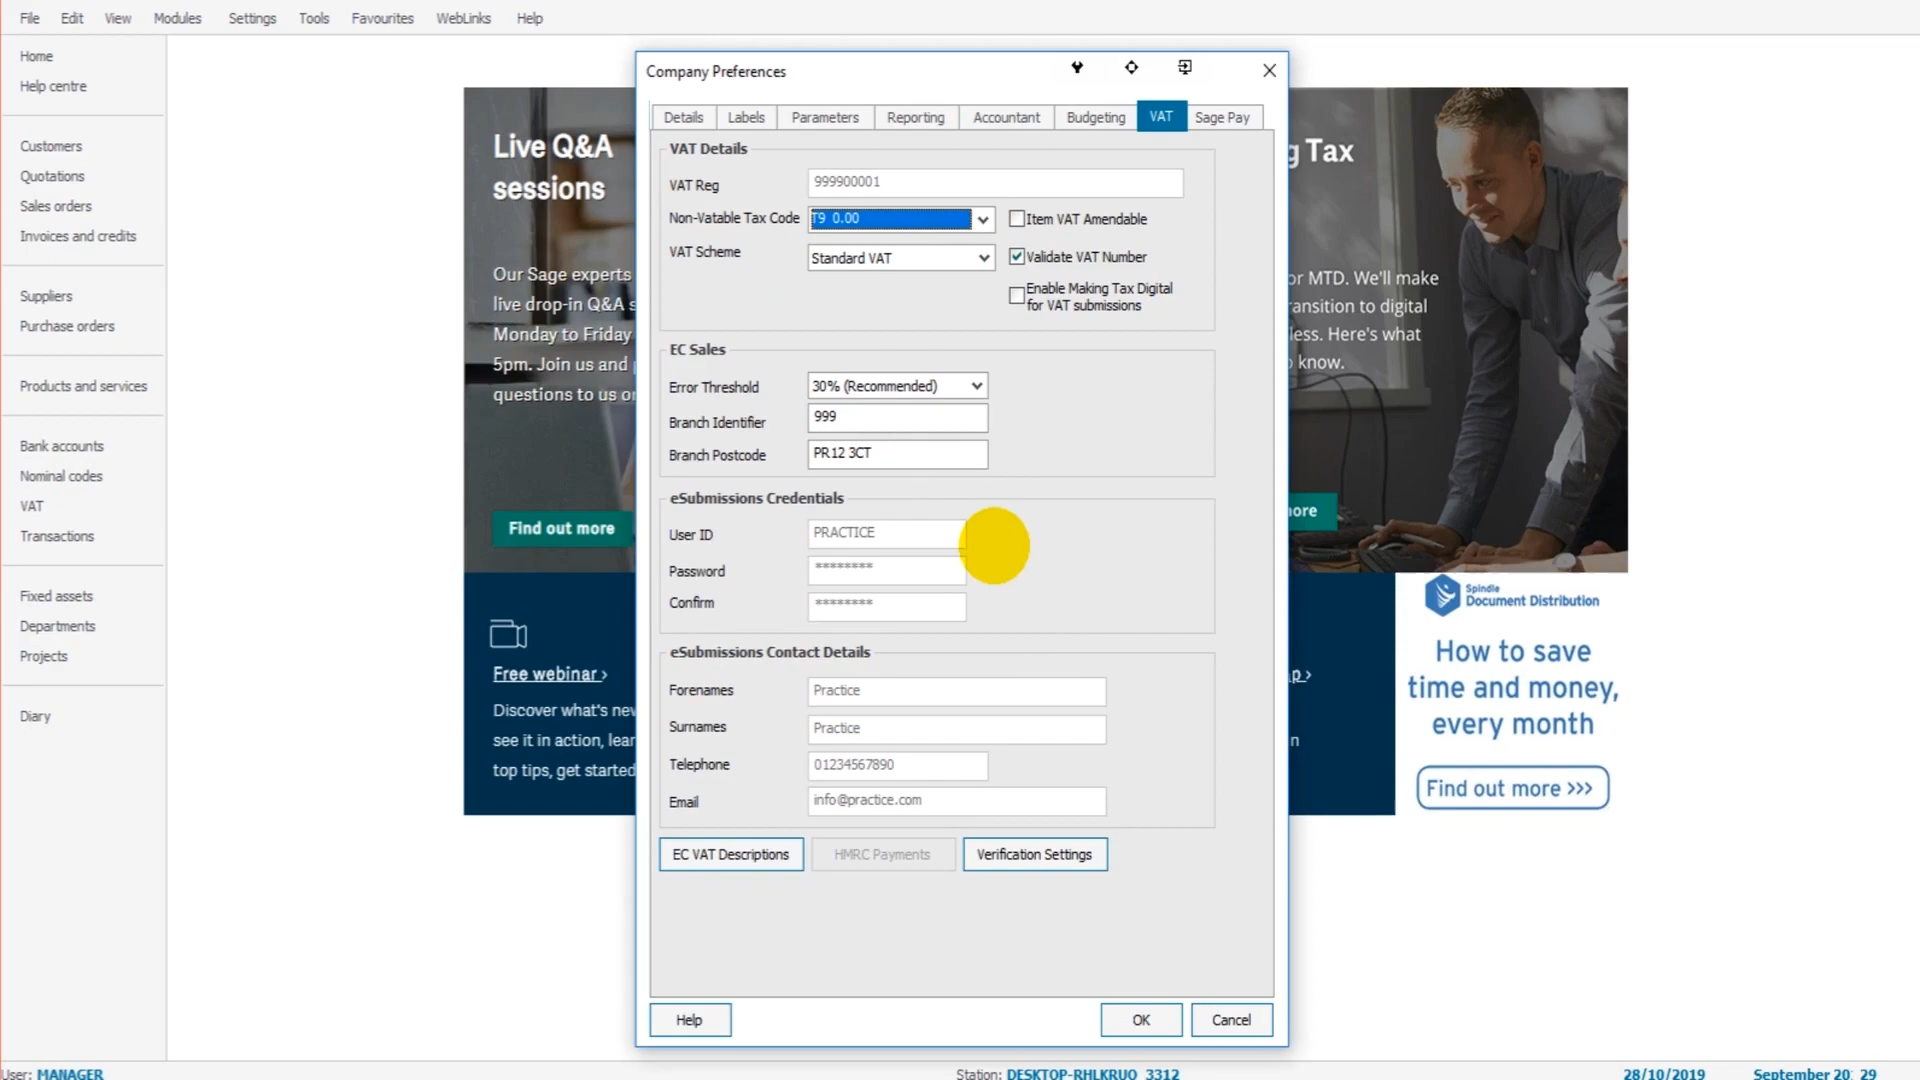 File Edit View Modules Settings Tools Favourites WebLinks Help
Home
Help centre
Customers
Quotations
Sales orders
Invoices and credits
Suppliers
Purchase orders
Products and services
Bank accounts
Nominal codes
VAT
Transactions
Fixed assets
Departments
Projects
Diary
Live Q&A
sessions
Our Sage experts
live drop-in Q&A
Monday to Friday
5pm. Join us and
questions to us
Find out more
Free webinar >
Discover what's
see it in action,
top tips, get started
Company Preferences
Details Labels Parameters Reporting Accountant Budgeting VAT Sage Pay
VAT Details
VAT Reg 999900001
Non-Vatable Tax Code T9 0.00 Item VAT Amendable
VAT Scheme Standard VAT Validate VAT Number
Enable Making Tax Digital
for VAT submissions
EC Sales
Error Threshold 30% (Recommended)
Branch Identifier 999
Branch Postcode PR12 3CT
eSubmissions Credentials
User ID PRACTICE
Password ********
Confirm ********
eSubmissions Contact Details
Forenames Practice
Surnames Practice
Telephone 01234567890
Email info@practice.com
EC VAT Descriptions HMRC Payments Verification Settings
Help OK Cancel
g Tax
or MTD. We'll make
ransition to digital
less. Here's what
know.
ore
p >
n
Spindle
Document Distribution
How to save
time and money,
every month
Find out more >>>
User: MANAGER Station: DESKTOP-RHLKRUO_3312 28/10/2019 September 20 29